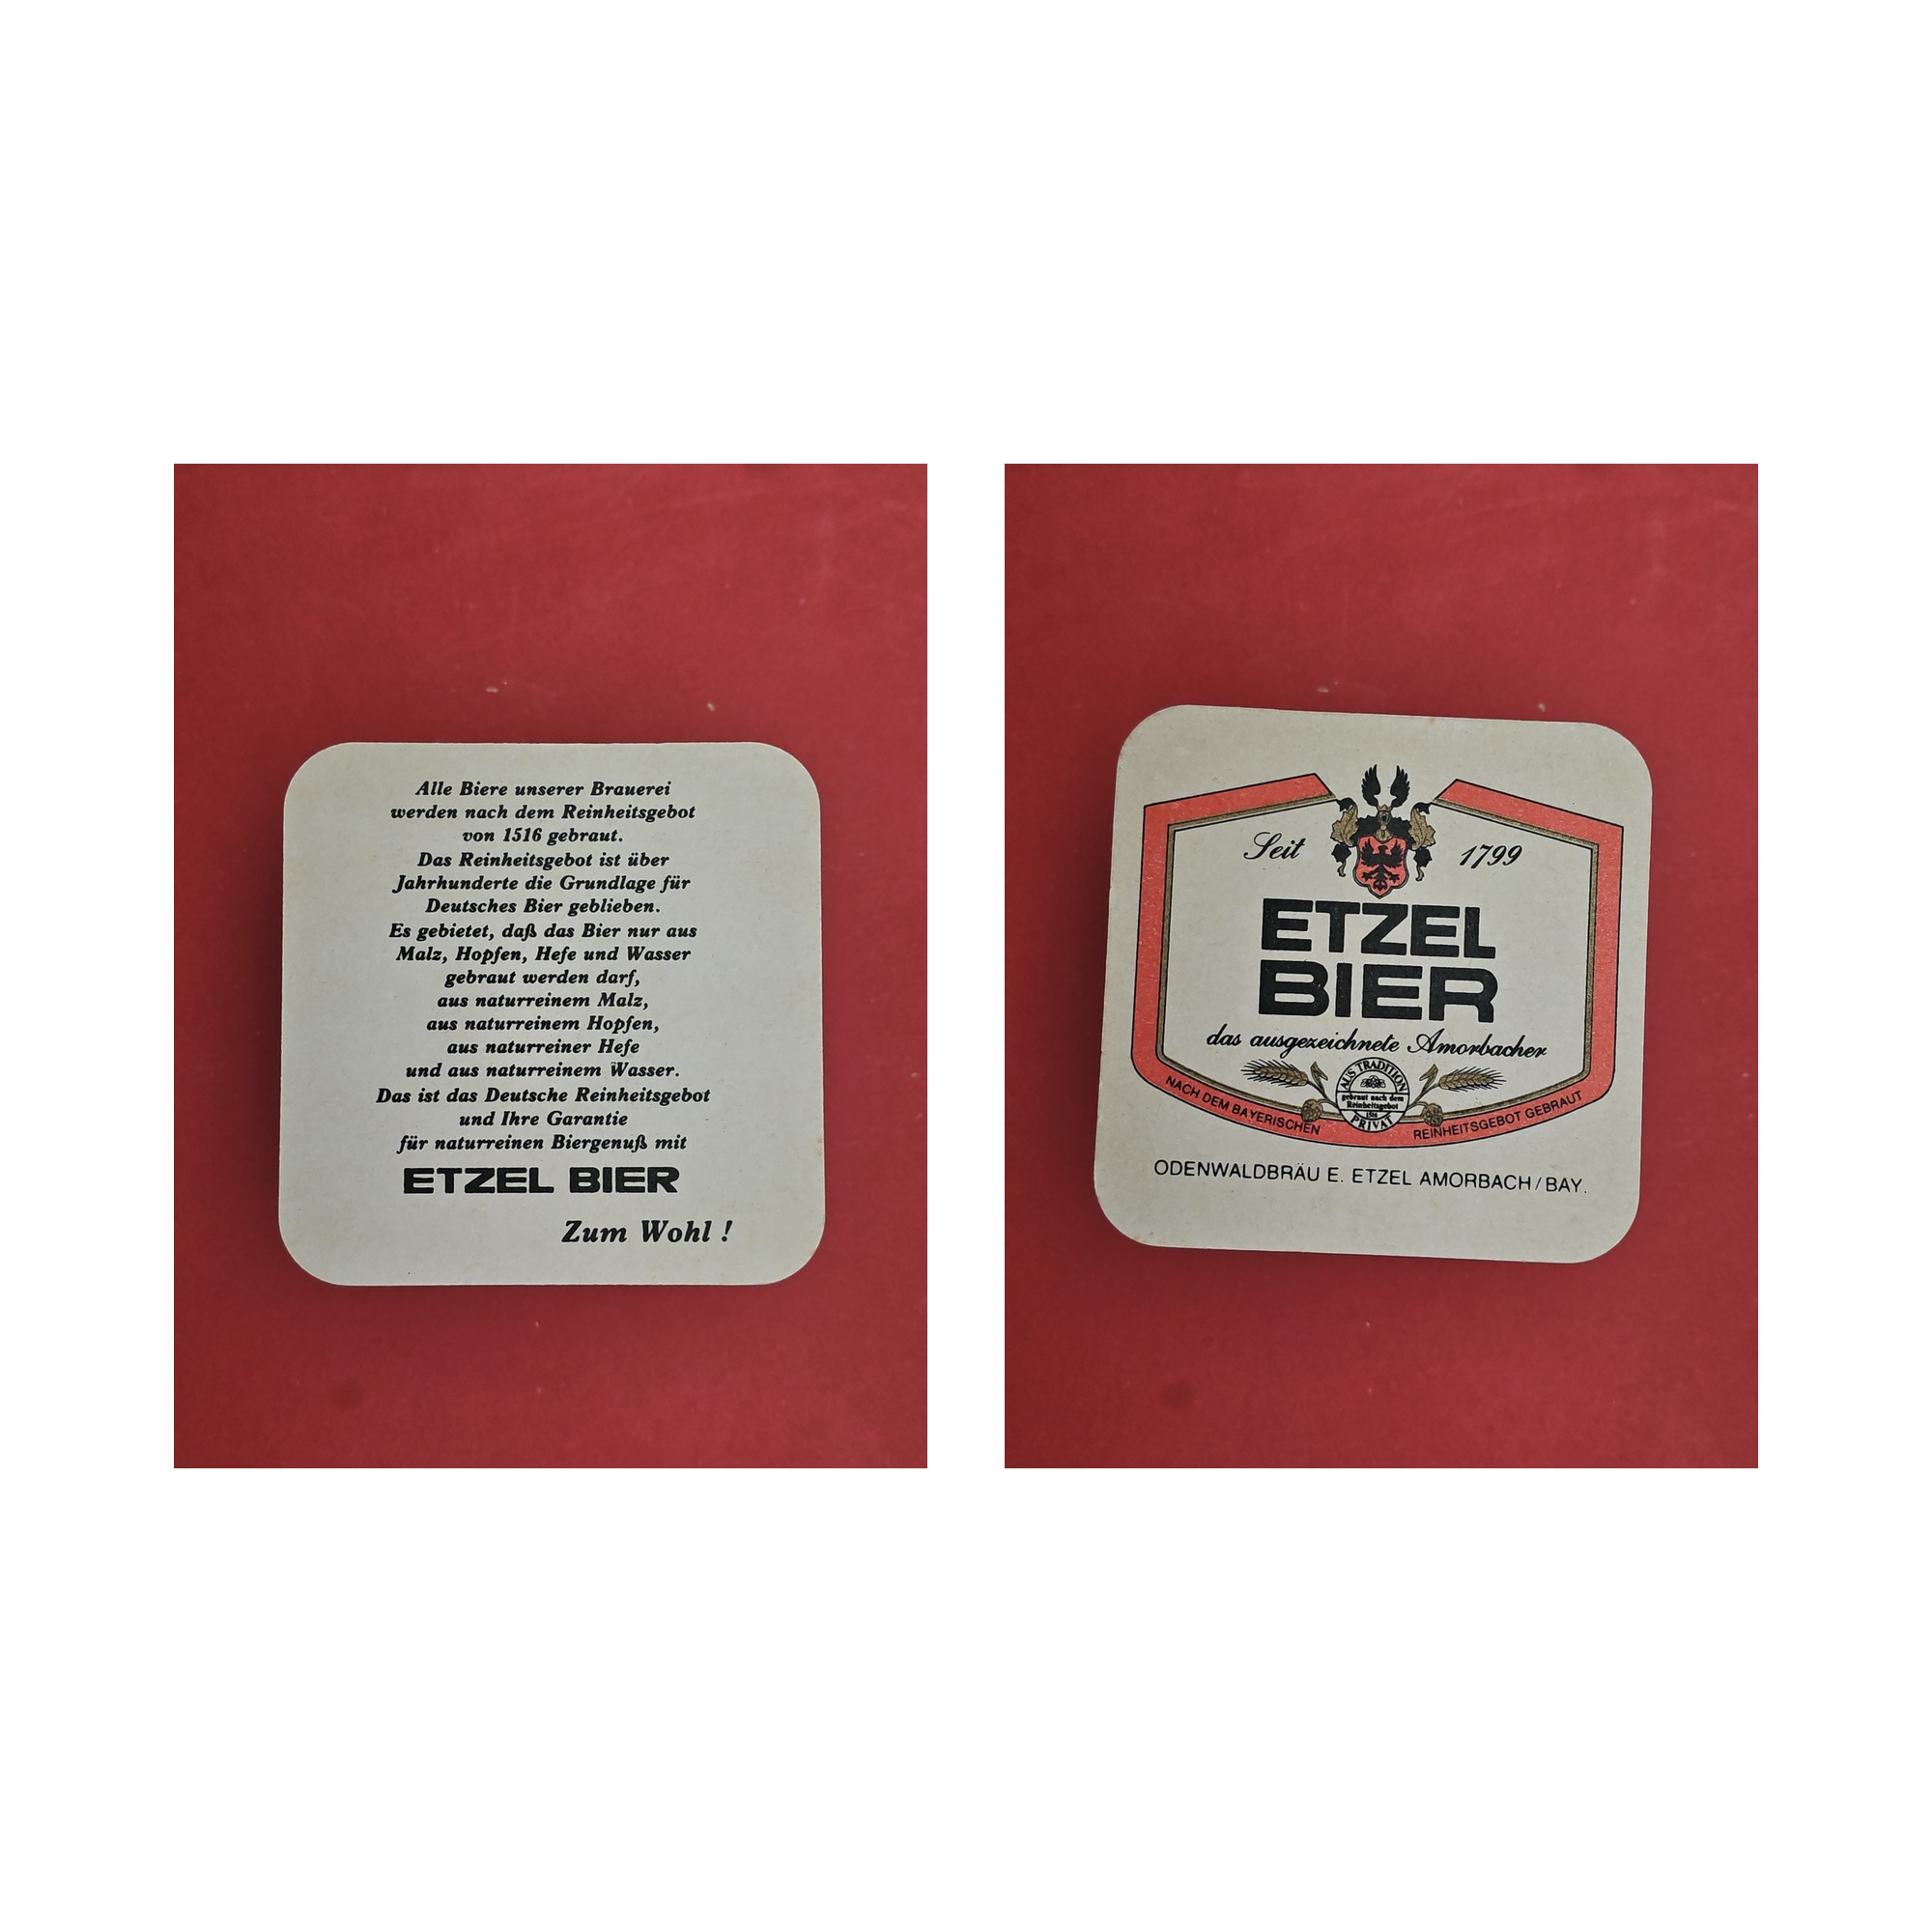 Alle Biere unserer Brauerei
werden nach dem Reinheitsgebot
von 1516 gebraut.
Das Reinheitsgebot ist über
Jahrhunderte die Grundlage für
Deutsches Bier geblieben.
Es gebietet, daß das Bier nur aus
Malz, Hopfen, Hefe und Wasser
gebraut werden darf,
aus naturreinem Malz,
aus naturreinem Hopfen,
aus naturreiner Hefe
und aus naturreinem Wasser.
Das ist das Deutsche Reinheitsgebot
und Ihre Garantie
für naturreinen Biergenuß mit
ETZEL BIER
Zum Wohl !
Seit 1799
ETZEL
BIER
das ausgezeichnete Amorbacher
AUS TRADITION
gebraut nach dem
Reinheitsgebot
1516
PRIVAT
NACH DEM BAYERISCHEN REINHEITSGEBOT GEBRAUT
ODENWALDBRÄU E. ETZEL AMORBACH/BAY.